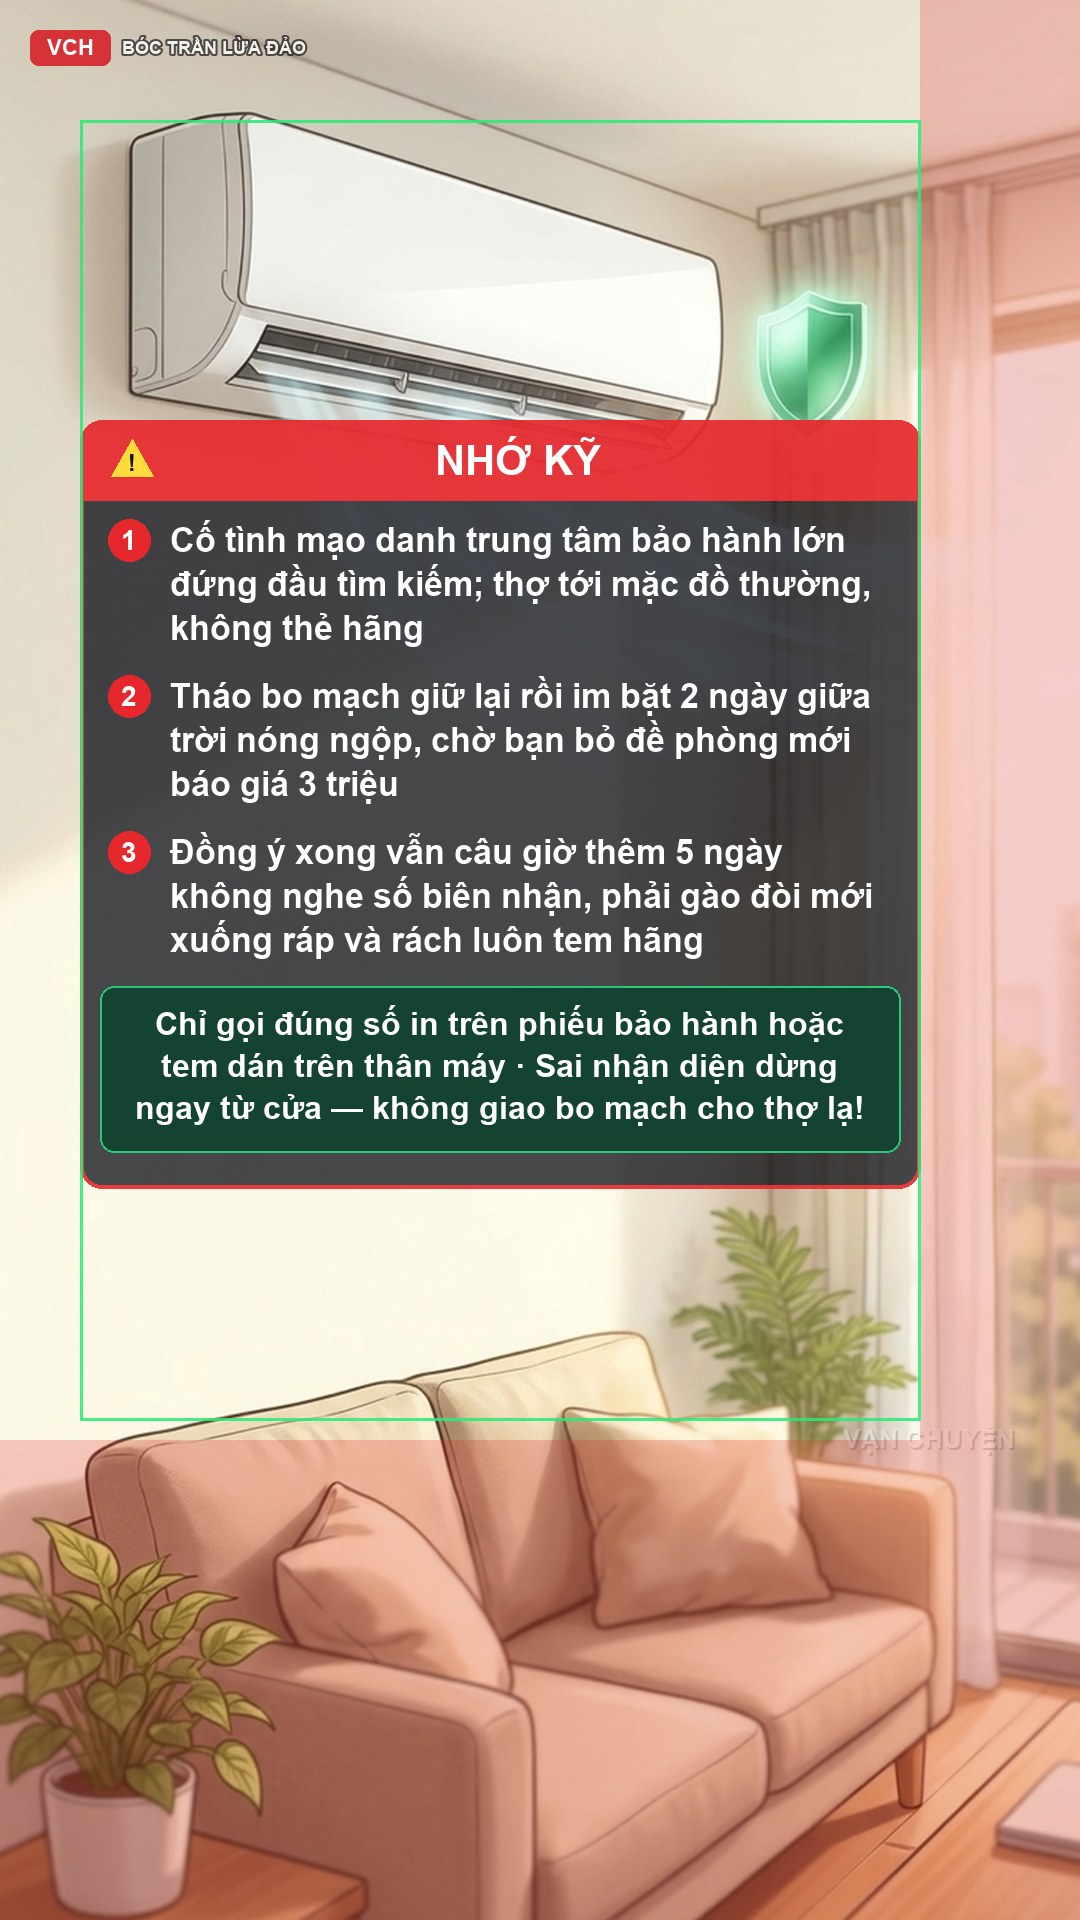 VCH BÓC TRẦN LỪA ĐẢO
NHỚ KỸ
1 Cố tình mạo danh trung tâm bảo hành lớn
đứng đầu tìm kiếm; thợ tới mặc đồ thường,
không thẻ hãng
2 Tháo bo mạch giữ lại rồi im bặt 2 ngày giữa
trời nóng ngộp, chờ bạn bỏ đề phòng mới
báo giá 3 triệu
3 Đồng ý xong vẫn câu giờ thêm 5 ngày
không nghe số biên nhận, phải gào đòi mới
xuống ráp và rách luôn tem hãng
Chỉ gọi đúng số in trên phiếu bảo hành hoặc
tem dán trên thân máy · Sai nhận diện dừng
ngay từ cửa — không giao bo mạch cho thợ lạ!
VẠN CHUYỆN